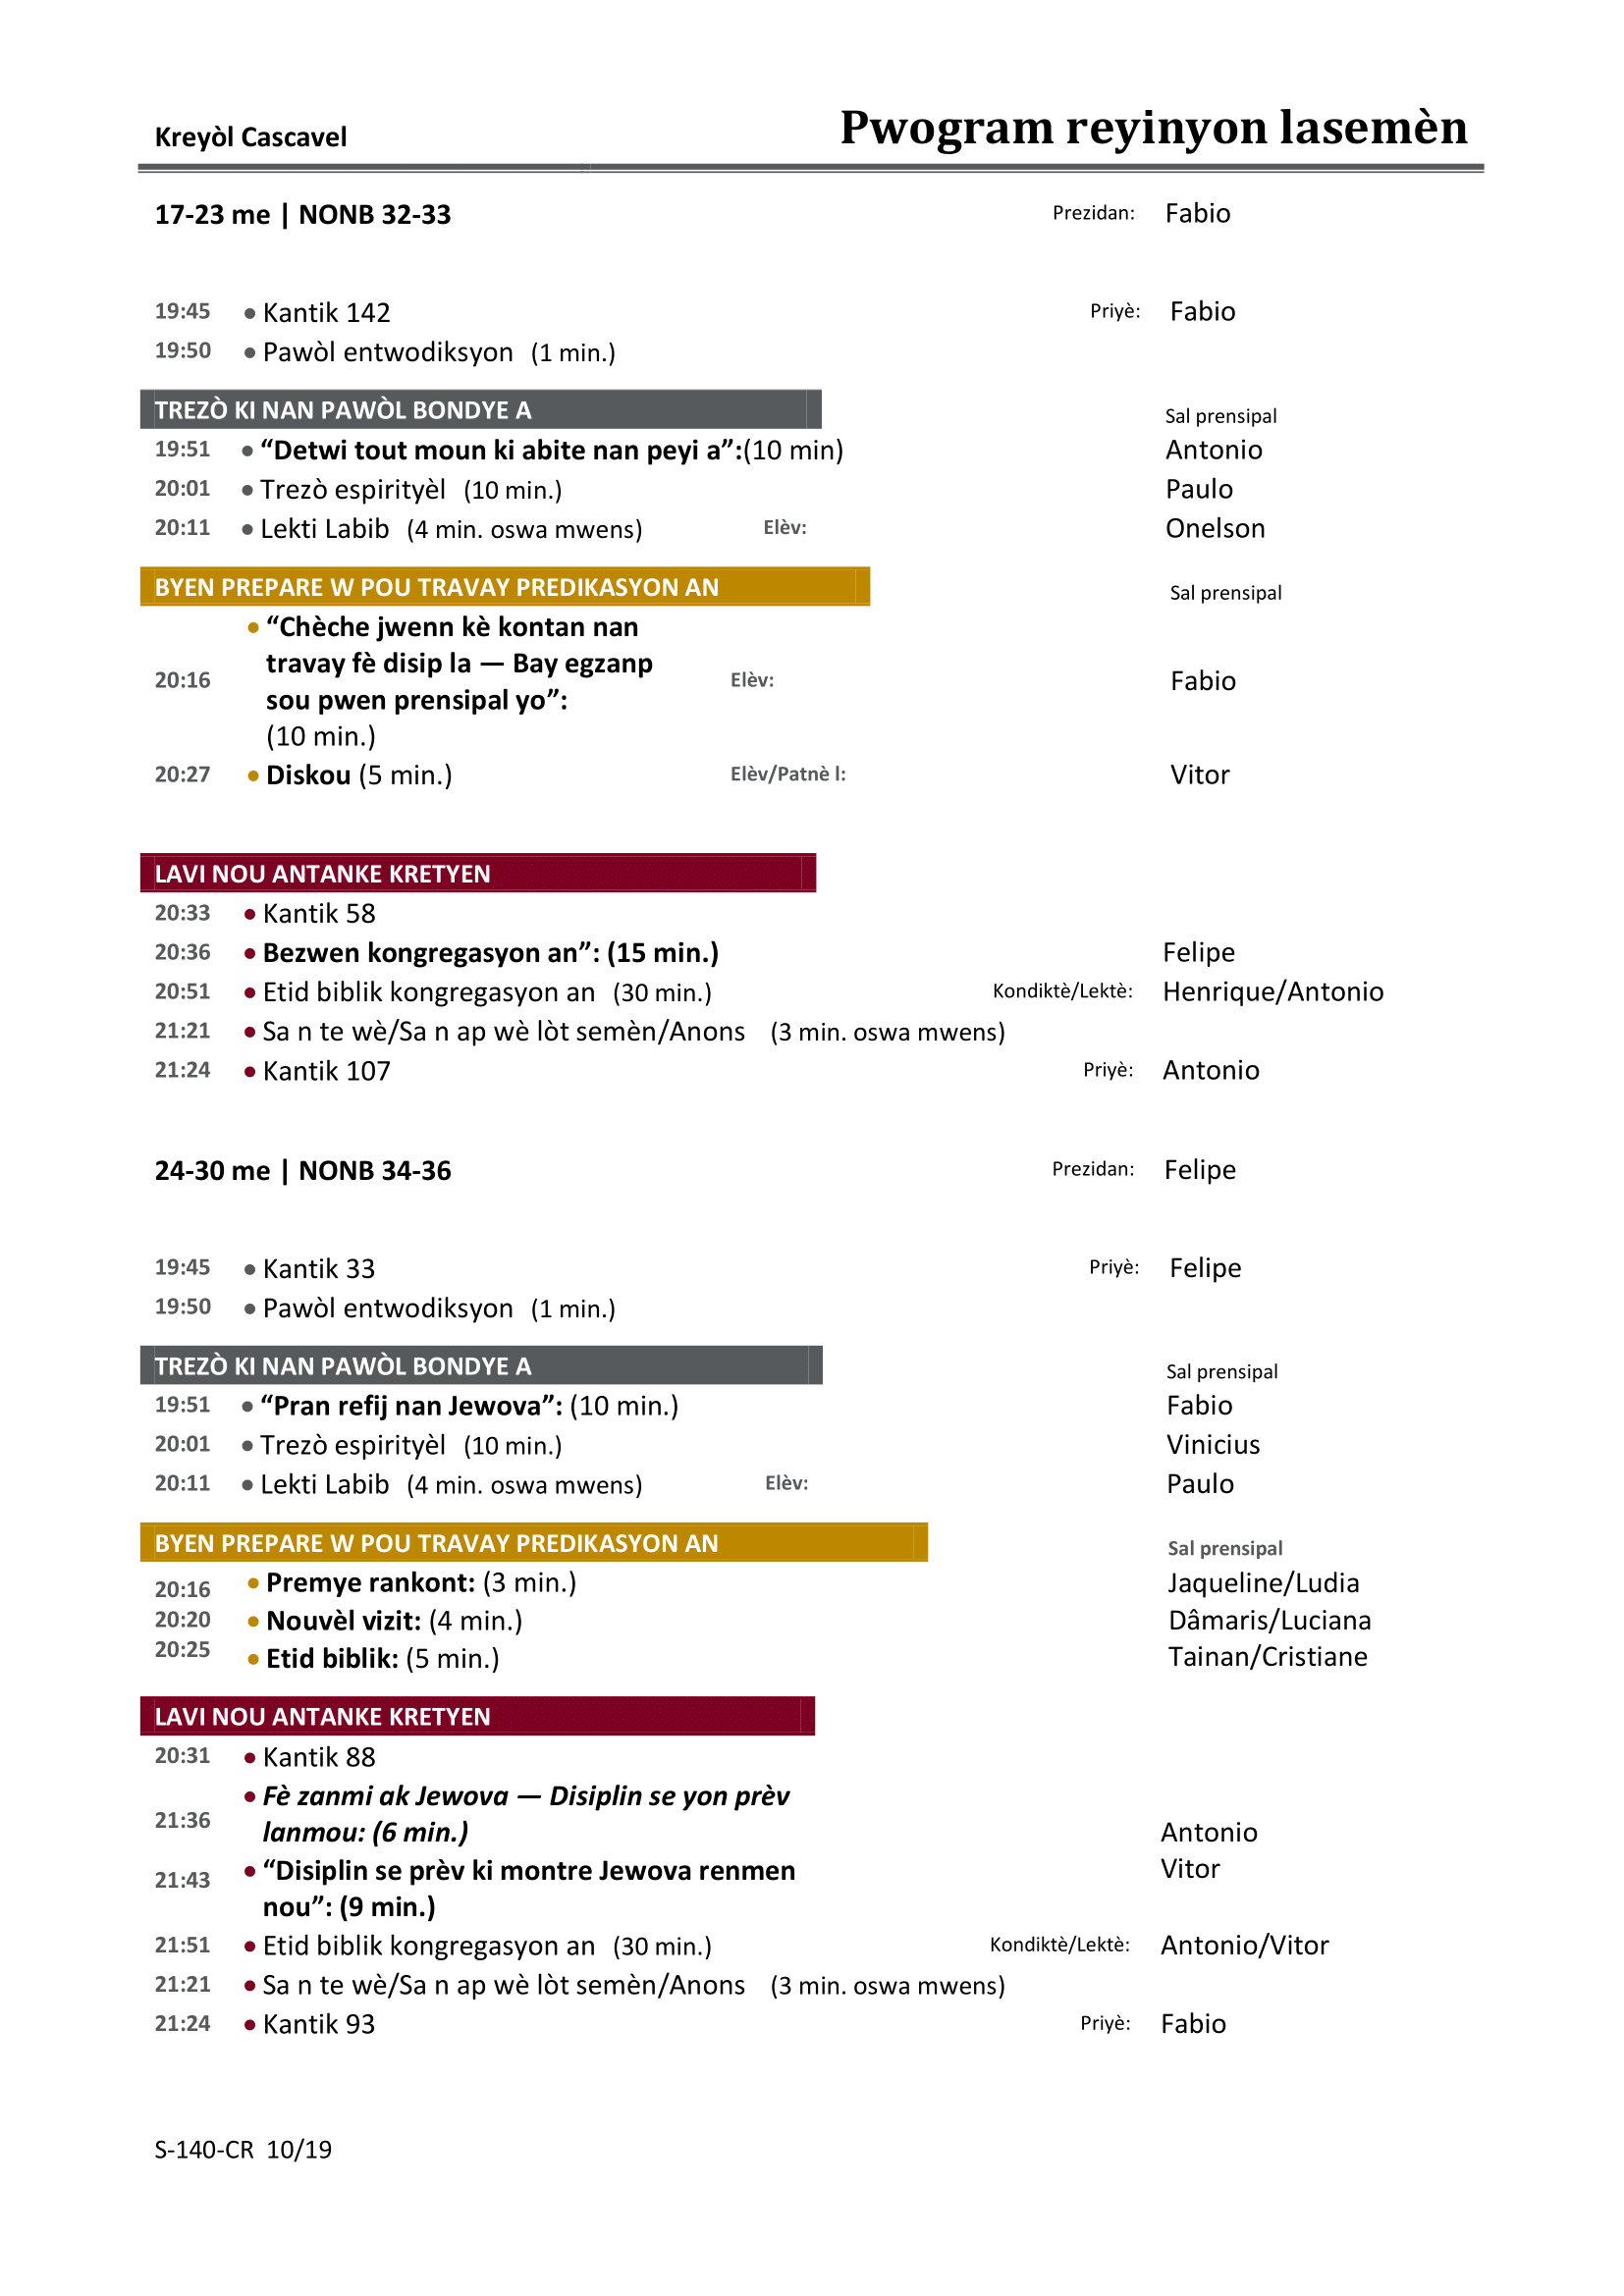 Kreyòl Cascavel Pwogram reyinyon lasemèn
17-23 me | NONB 32-33 Prezidan: Fabio
19:45 • Kantik 142 Priyè: Fabio
19:50 • Pawòl entwodiksyon (1 min.)
TREZÒ KI NAN PAWÒL BONDYE A Sal prensipal
19:51 • “Detwi tout moun ki abite nan peyi a”:(10 min) Antonio
20:01 • Trezò espirityèl (10 min.) Paulo
20:11 • Lekti Labib (4 min. oswa mwens) Elèv: Onelson
BYEN PREPARE W POU TRAVAY PREDIKASYON AN Sal prensipal
• “Chèche jwenn kè kontan nan
travay fè disip la — Bay egzanp
20:16 Elèv: Fabio
sou pwen prensipal yo”:
(10 min.)
20:27 • Diskou (5 min.) Elèv/Patnè l: Vitor
LAVI NOU ANTANKE KRETYEN
20:33 • Kantik 58
20:36 • Bezwen kongregasyon an”: (15 min.) Felipe
20:51 • Etid biblik kongregasyon an (30 min.) Kondiktè/Lektè: Henrique/Antonio
21:21 • Sa n te wè/Sa n ap wè lòt semèn/Anons (3 min. oswa mwens)
21:24 • Kantik 107 Priyè: Antonio
24-30 me | NONB 34-36 Prezidan: Felipe
19:45 • Kantik 33 Priyè: Felipe
19:50 • Pawòl entwodiksyon (1 min.)
TREZÒ KI NAN PAWÒL BONDYE A Sal prensipal
19:51 • “Pran refij nan Jewova”: (10 min.) Fabio
20:01 • Trezò espirityèl (10 min.) Vinicius
20:11 • Lekti Labib (4 min. oswa mwens) Elèv: Paulo
BYEN PREPARE W POU TRAVAY PREDIKASYON AN Sal prensipal
20:16 • Premye rankont: (3 min.) Jaqueline/Ludia
20:20 • Nouvèl vizit: (4 min.) Dâmaris/Luciana
20:25 • Etid biblik: (5 min.) Tainan/Cristiane
LAVI NOU ANTANKE KRETYEN
20:31 • Kantik 88
• Fè zanmi ak Jewova — Disiplin se yon prèv
21:36 lanmou: (6 min.) Antonio
• “Disiplin se prèv ki montre Jewova renmen Vitor
21:43 nou”: (9 min.)
21:51 • Etid biblik kongregasyon an (30 min.) Kondiktè/Lektè: Antonio/Vitor
21:21 • Sa n te wè/Sa n ap wè lòt semèn/Anons (3 min. oswa mwens)
21:24 • Kantik 93 Priyè: Fabio
S-140-CR 10/19